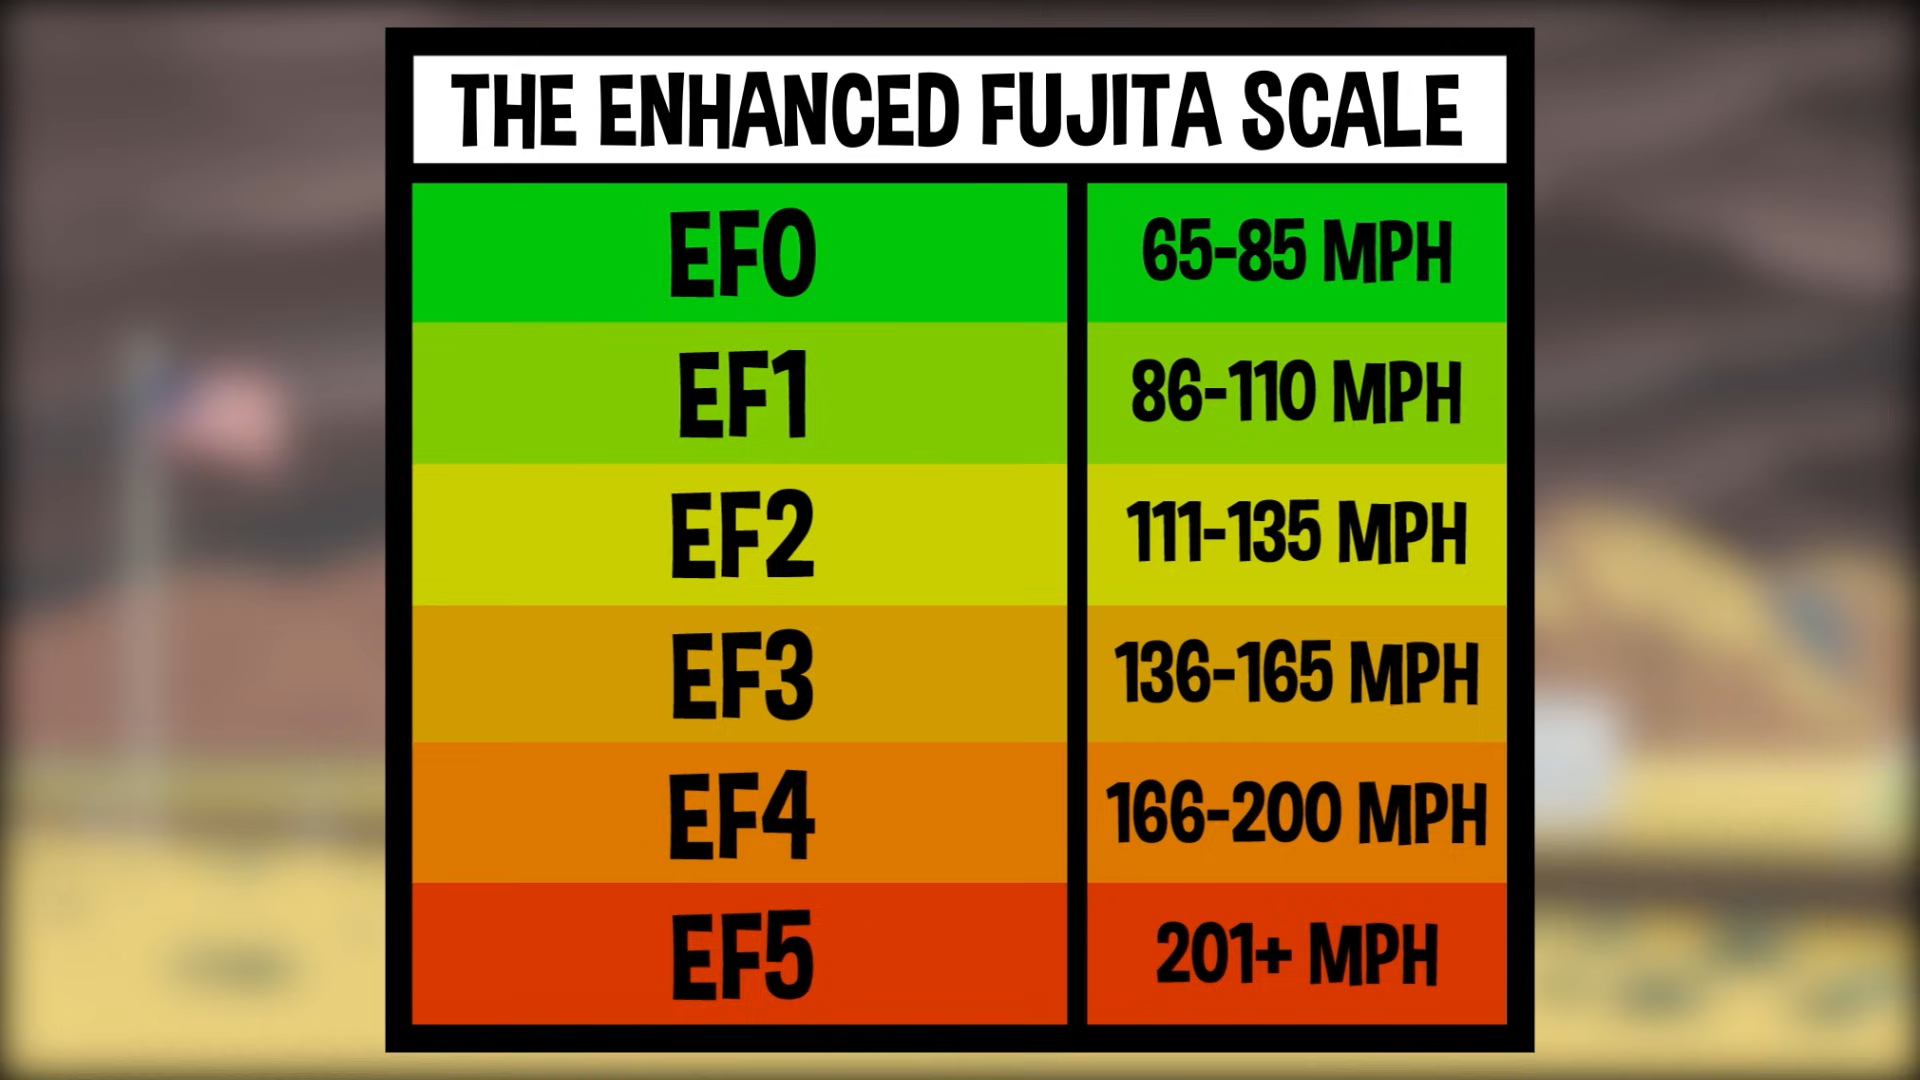 THE ENHANCED FUJITA SCALE
EF0 65-85 MPH
EF1 86-110 MPH
EF2 111-135 MPH
EF3 136-165 MPH
EF4 166-200 MPH
EF5 201+ MPH